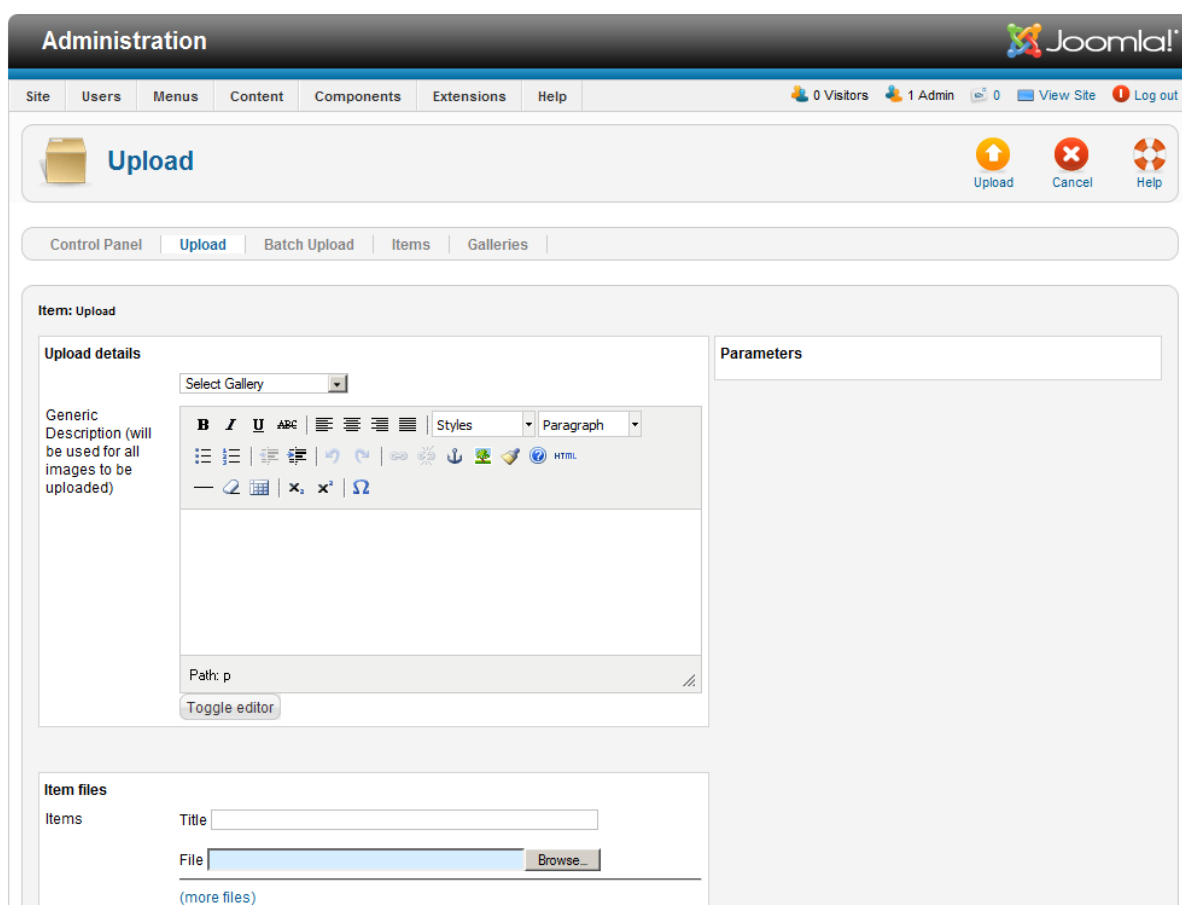 Administration
Joomla!
Site Users Menus Content Components Extensions Help 0 Visitors 1 Admin 0 View Site Log out
Upload
Upload Cancel Help
Control Panel Upload Batch Upload Items Galleries
Item: Upload
Upload details
Parameters
Select Gallery
Generic
Description (will
be used for all
images to be
uploaded)
B I U ABC Styles Paragraph
HTML
x₂ x² Ω
Path: p
Toggle editor
Item files
Items Title
File Browse...
(more files)